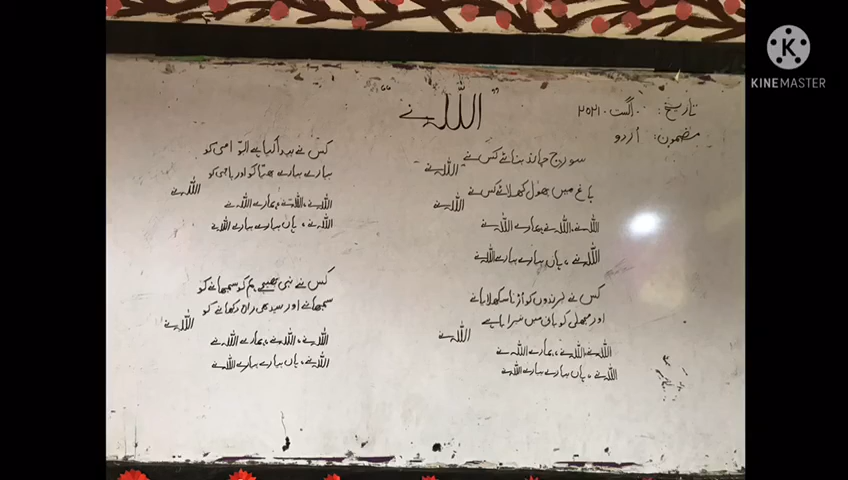 تاریخ: اگست ۲۰۲۱
مضمون: اُردو
"اللہ نے"
سورج چاند بنائے کس نے
اللہ نے
باغ میں پھول کھلائے کس نے
اللہ نے
اللہ نے، اللہ نے، ہمارے اللہ نے
اللہ نے، ہاں پیارے پیارے اللہ نے
کس نے پرندوں کو اڑنا سکھلایا ہے
اور مچھلی کو پانی میں تیرایا ہے
اللہ نے
اللہ نے، اللہ نے، ہمارے اللہ نے
اللہ نے، ہاں پیارے پیارے اللہ نے
کس نے پیدا کیا ہے ابو امی کو
پیارے پیارے بھیا کو اور باجی کو
اللہ نے
اللہ نے، اللہ نے، ہمارے اللہ نے
اللہ نے، ہاں پیارے پیارے اللہ نے
کس نے نبی بھیجے ہم کو سمجھانے کو
سمجھانے اور سیدھی راہ دکھانے کو
اللہ نے
اللہ نے، اللہ نے، ہمارے اللہ نے
اللہ نے، ہاں پیارے پیارے اللہ نے
K
KINEMASTER